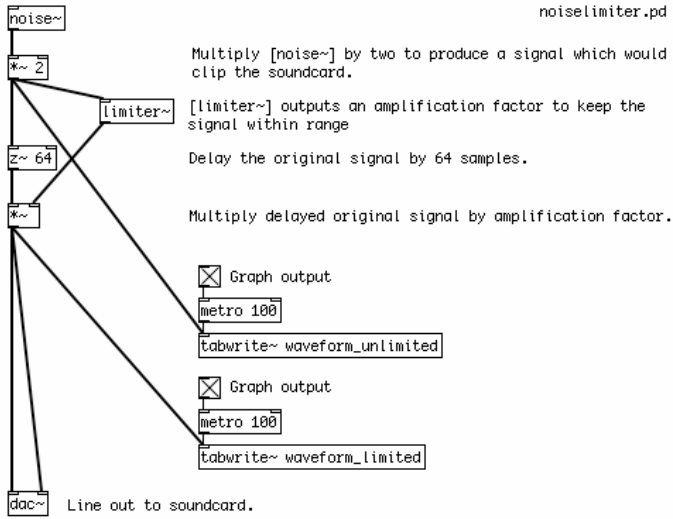 noise~
noiselimiter.pd
*~ 2
Multiply [noise~] by two to produce a signal which would
clip the soundcard.
limiter~
[limiter~] outputs an amplification factor to keep the
signal within range
z~ 64
Delay the original signal by 64 samples.
*~
Multiply delayed original signal by amplification factor.
Graph output
metro 100
tabwrite~ waveform_unlimited
Graph output
metro 100
tabwrite~ waveform_limited
dac~
Line out to soundcard.